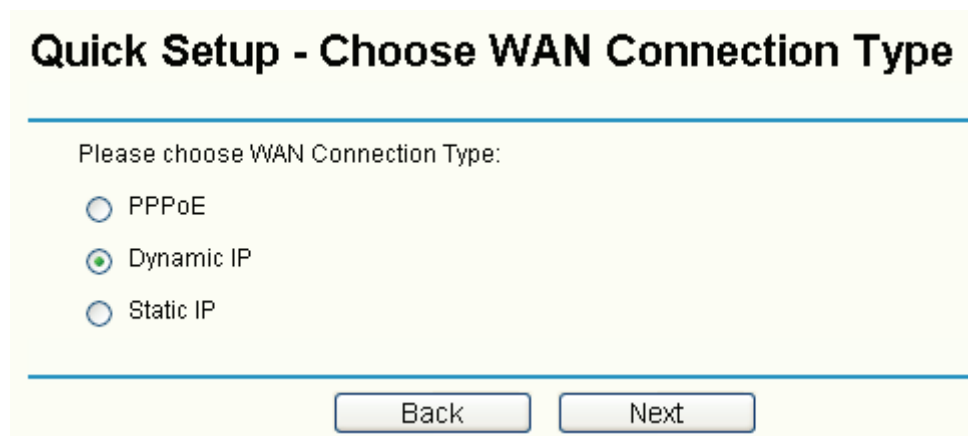 Quick Setup - Choose WAN Connection Type
Please choose WAN Connection Type:
PPPoE
Dynamic IP
Static IP
Back Next